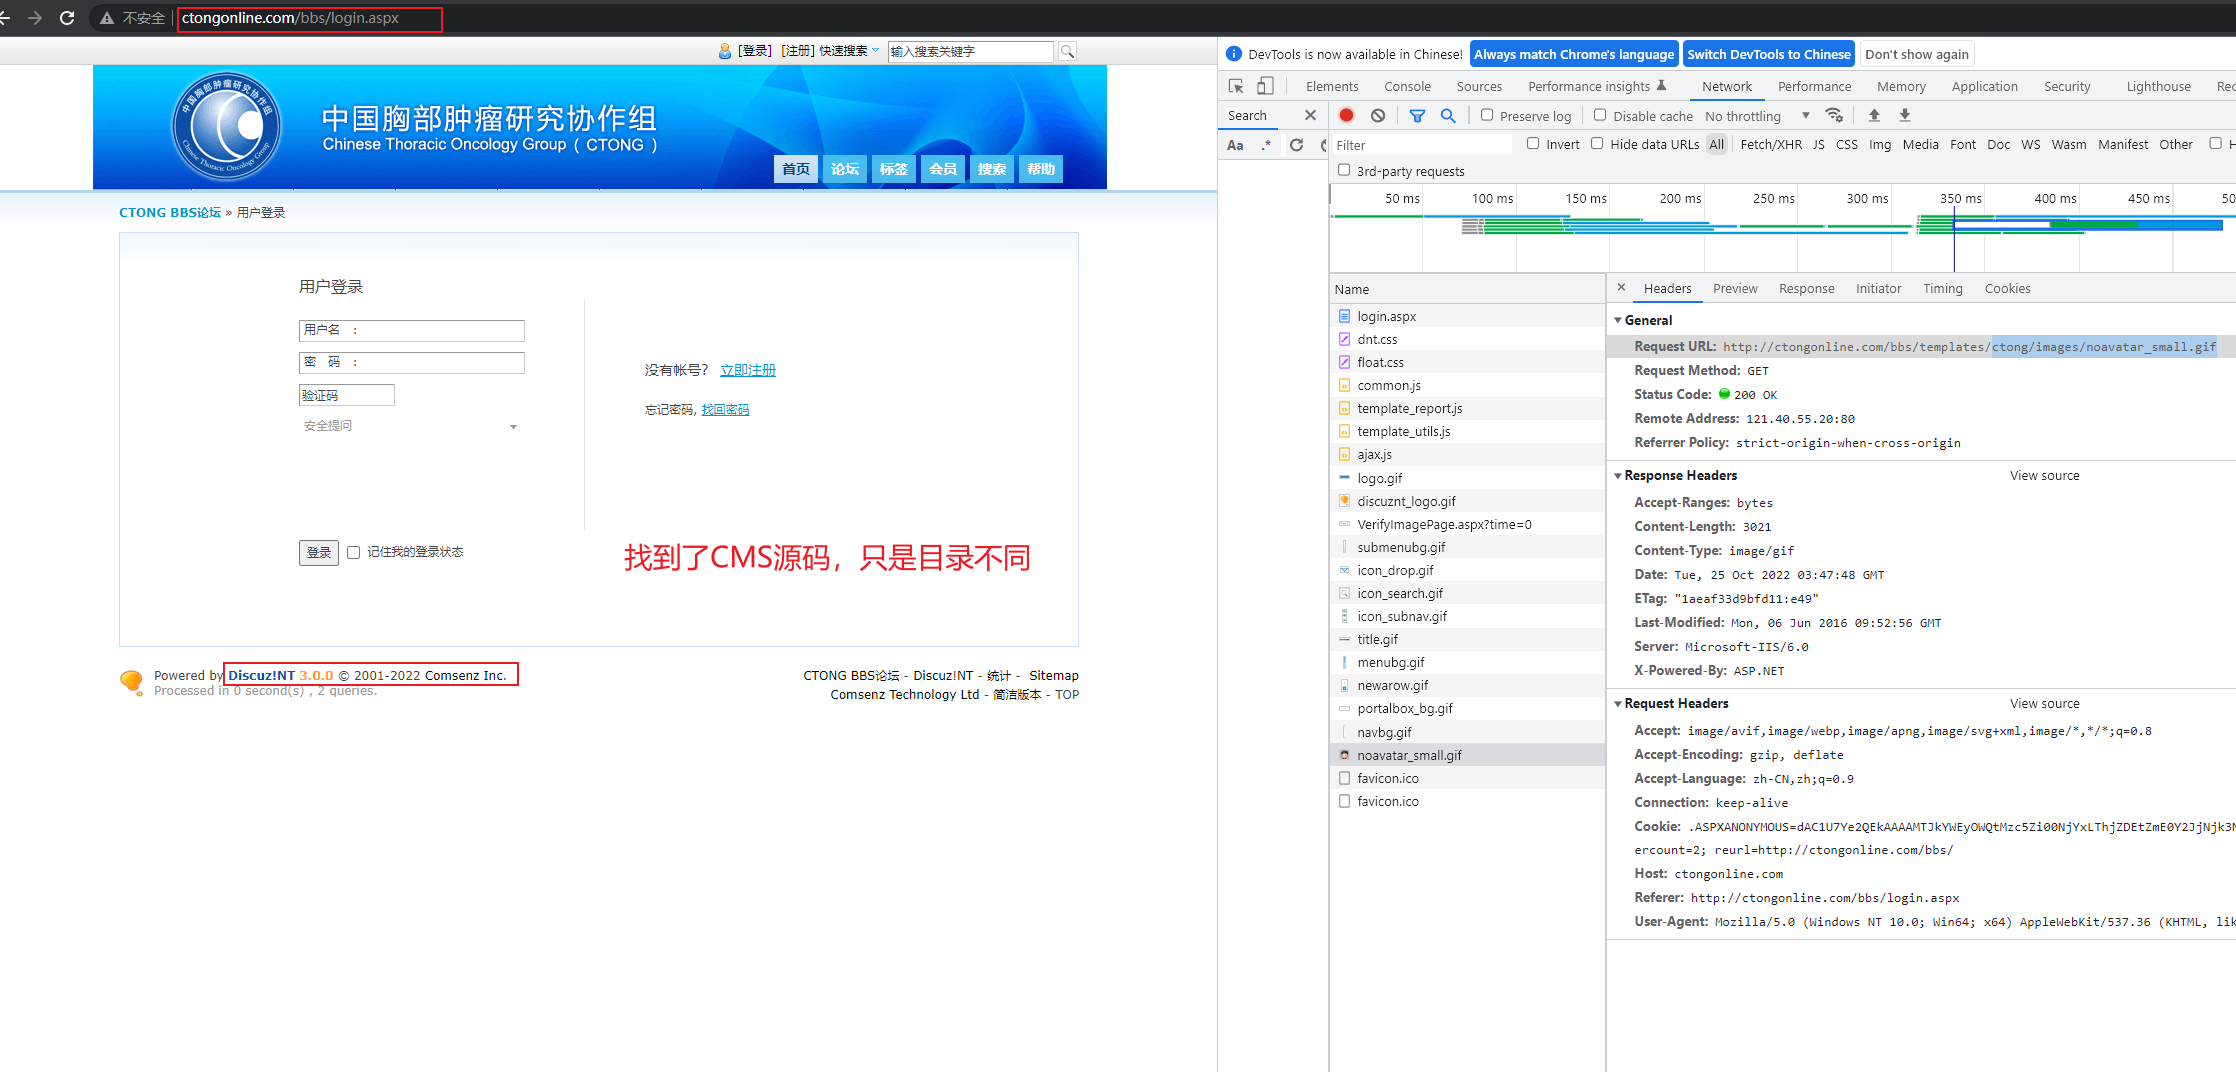 不安全 ctongonline.com/bbs/login.aspx
[登录] [注册] 快速搜索 输入搜索关键字
中国胸部肿瘤研究协作组
Chinese Thoracic Oncology Group ( CTONG )
中国胸部肿瘤研究协作组
Chinese Thoracic Oncology Group
首页 论坛 标签 会员 搜索 帮助
CTONG BBS论坛 » 用户登录
用户登录
用户名 :
密 码 :
验证码
安全提问
没有帐号? 立即注册
忘记密码, 找回密码
登录 记住我的登录状态
找到了CMS源码，只是目录不同
Powered by Discuz!NT 3.0.0 © 2001-2022 Comsenz Inc.
Processed in 0 second(s) , 2 queries.
CTONG BBS论坛 - Discuz!NT - 统计 - Sitemap
Comsenz Technology Ltd - 简洁版本 - TOP
DevTools is now available in Chinese! Always match Chrome's language Switch DevTools to Chinese Don't show again
Elements Console Sources Performance insights Network Performance Memory Application Security Lighthouse Rec
Search Preserve log Disable cache No throttling
Aa .* Filter Invert Hide data URLs All Fetch/XHR JS CSS Img Media Font Doc WS Wasm Manifest Other H
3rd-party requests
50 ms 100 ms 150 ms 200 ms 250 ms 300 ms 350 ms 400 ms 450 ms 50
Name
login.aspx
dnt.css
float.css
common.js
template_report.js
template_utils.js
ajax.js
logo.gif
discuznt_logo.gif
VerifyImagePage.aspx?time=0
submenubg.gif
icon_drop.gif
icon_search.gif
icon_subnav.gif
title.gif
menubg.gif
newarow.gif
portalbox_bg.gif
navbg.gif
noavatar_small.gif
favicon.ico
favicon.ico
Headers Preview Response Initiator Timing Cookies
General
Request URL: http://ctongonline.com/bbs/templates/ctong/images/noavatar_small.gif
Request Method: GET
Status Code: 200 OK
Remote Address: 121.40.55.20:80
Referrer Policy: strict-origin-when-cross-origin
Response Headers View source
Accept-Ranges: bytes
Content-Length: 3021
Content-Type: image/gif
Date: Tue, 25 Oct 2022 03:47:48 GMT
ETag: "1aeaf33d9bfd11:e49"
Last-Modified: Mon, 06 Jun 2016 09:52:56 GMT
Server: Microsoft-IIS/6.0
X-Powered-By: ASP.NET
Request Headers View source
Accept: image/avif,image/webp,image/apng,image/svg+xml,image/*,*/*;q=0.8
Accept-Encoding: gzip, deflate
Accept-Language: zh-CN,zh;q=0.9
Connection: keep-alive
Cookie: .ASPXANONYMOUS=dAC1U7Ye2QEkAAAAMTJkYWEyOWQtMzc5Zi00NjYxLThjZDEtZmE0Y2JjNjk3N
ercount=2; reurl=http://ctongonline.com/bbs/
Host: ctongonline.com
Referer: http://ctongonline.com/bbs/login.aspx
User-Agent: Mozilla/5.0 (Windows NT 10.0; Win64; x64) AppleWebKit/537.36 (KHTML, lik